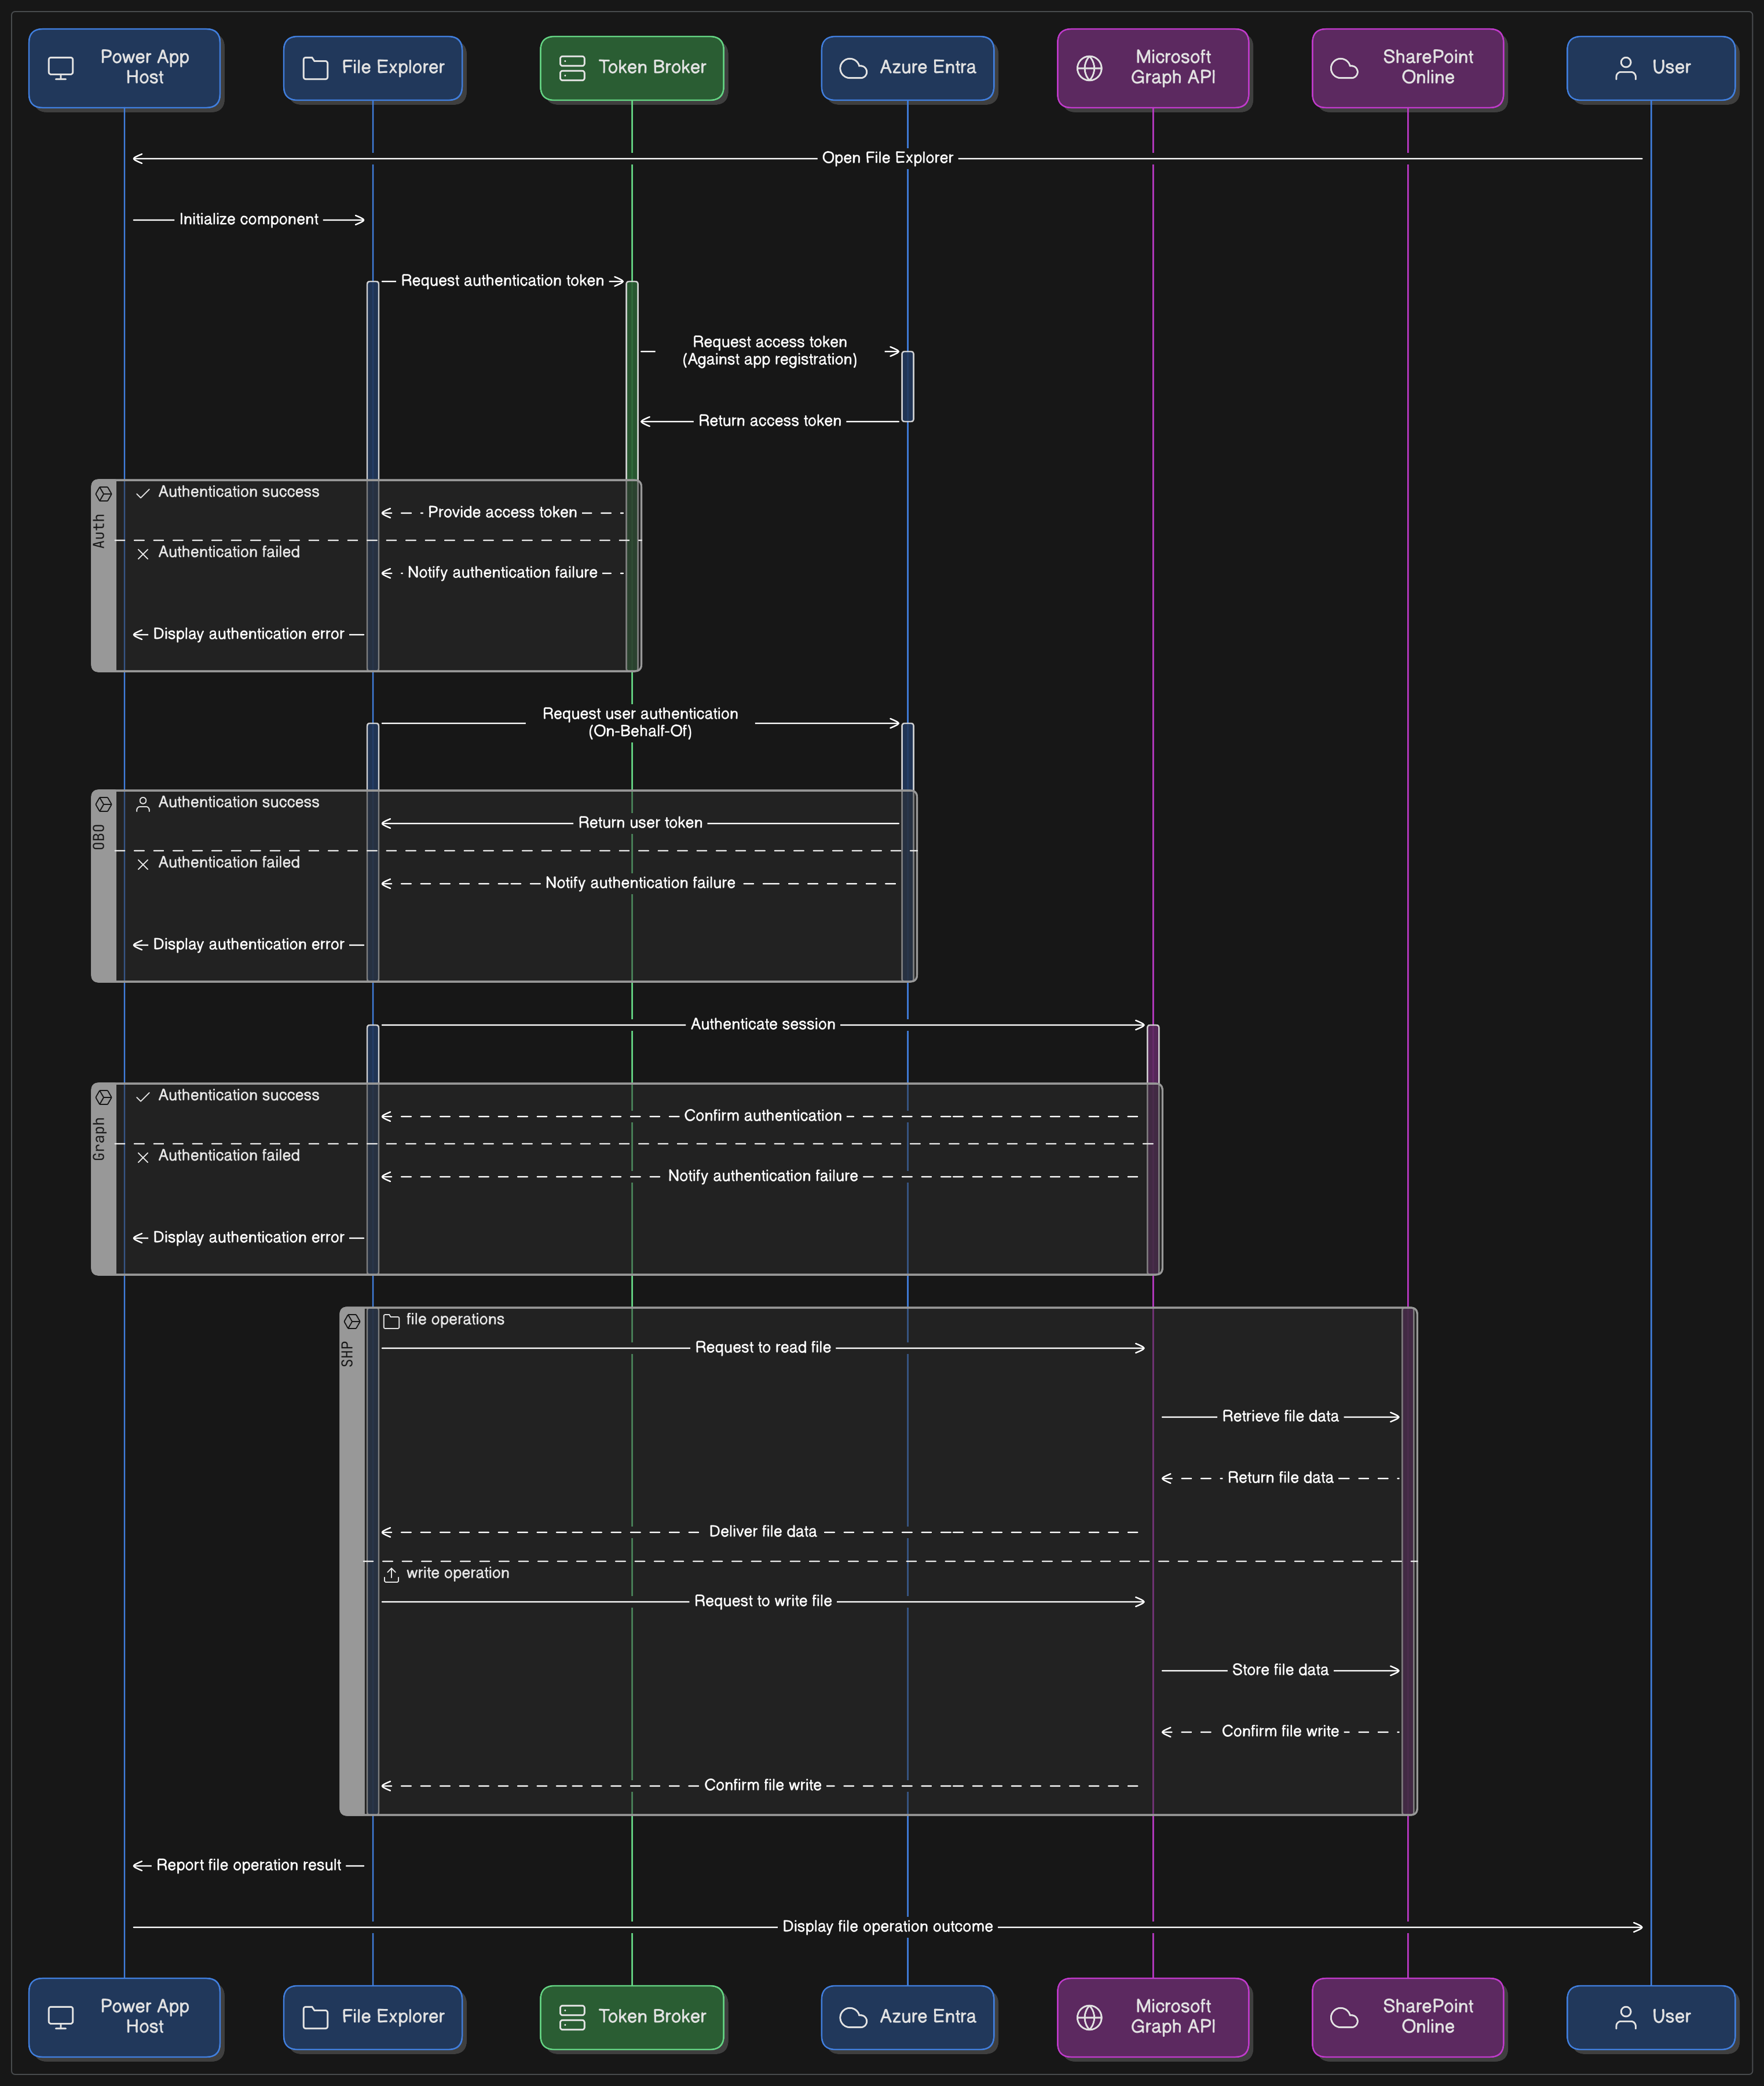 Power App
Host
File Explorer
Token Broker
Azure Entra
Microsoft
Graph API
SharePoint
Online
User
Open File Explorer
Initialize component
Request authentication token
Request access token
(Against app registration)
Return access token
Auth
Authentication success
Provide access token
Authentication failed
Notify authentication failure
Display authentication error
Request user authentication
(On-Behalf-Of)
OBO
Authentication success
Return user token
Authentication failed
Notify authentication failure
Display authentication error
Authenticate session
Graph
Authentication success
Confirm authentication
Authentication failed
Notify authentication failure
Display authentication error
SHP
file operations
Request to read file
Retrieve file data
Return file data
Deliver file data
write operation
Request to write file
Store file data
Confirm file write
Confirm file write
Report file operation result
Display file operation outcome
Power App
Host
File Explorer
Token Broker
Azure Entra
Microsoft
Graph API
SharePoint
Online
User